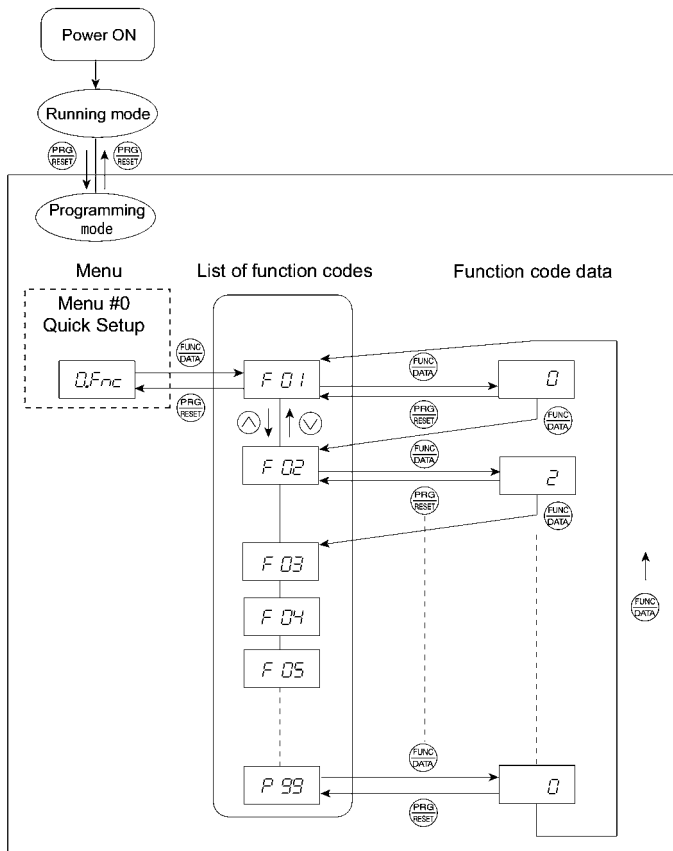 Power ON
Running mode
PRG
RESET
PRG
RESET
Programming
mode
Menu
List of function codes
Function code data
Menu #0
Quick Setup
FUNC
DATA
0.Fnc
F 01
FUNC
DATA
0
PRG
RESET
PRG
RESET
FUNC
DATA
F 02
FUNC
DATA
2
PRG
RESET
FUNC
DATA
F 03
FUNC
DATA
F 04
F 05
FUNC
DATA
P 99
0
PRG
RESET